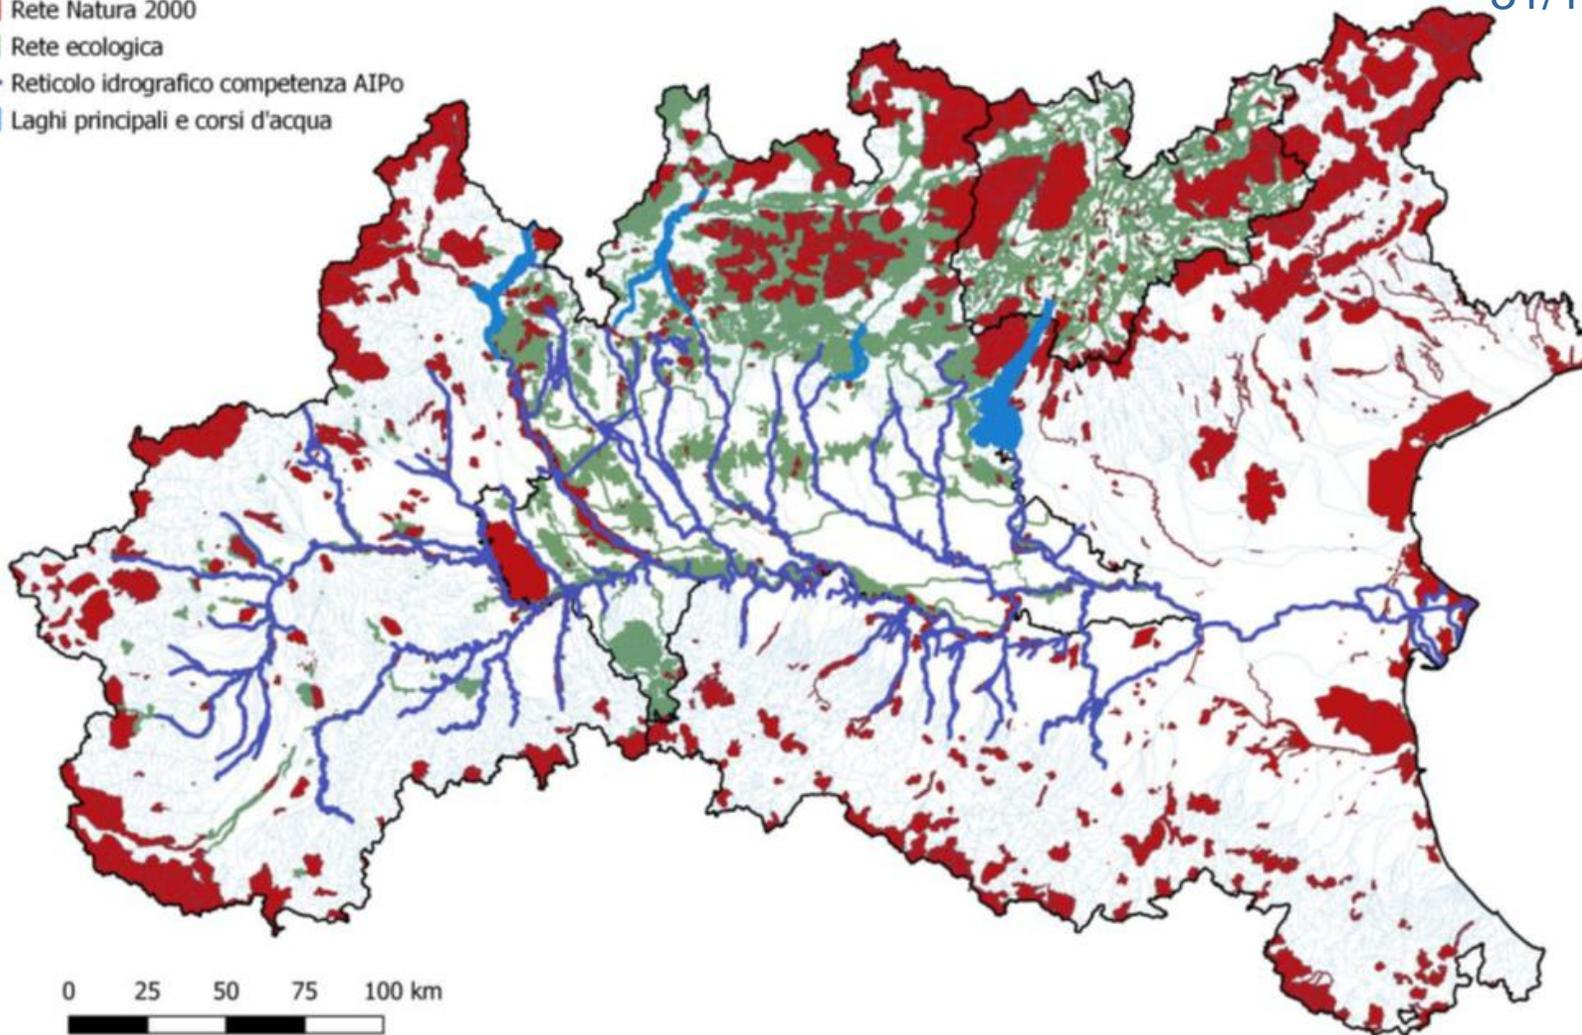 Rete Natura 2000
Rete ecologica
Reticolo idrografico competenza AIPo
Laghi principali e corsi d'acqua
0 25 50 75 100 km